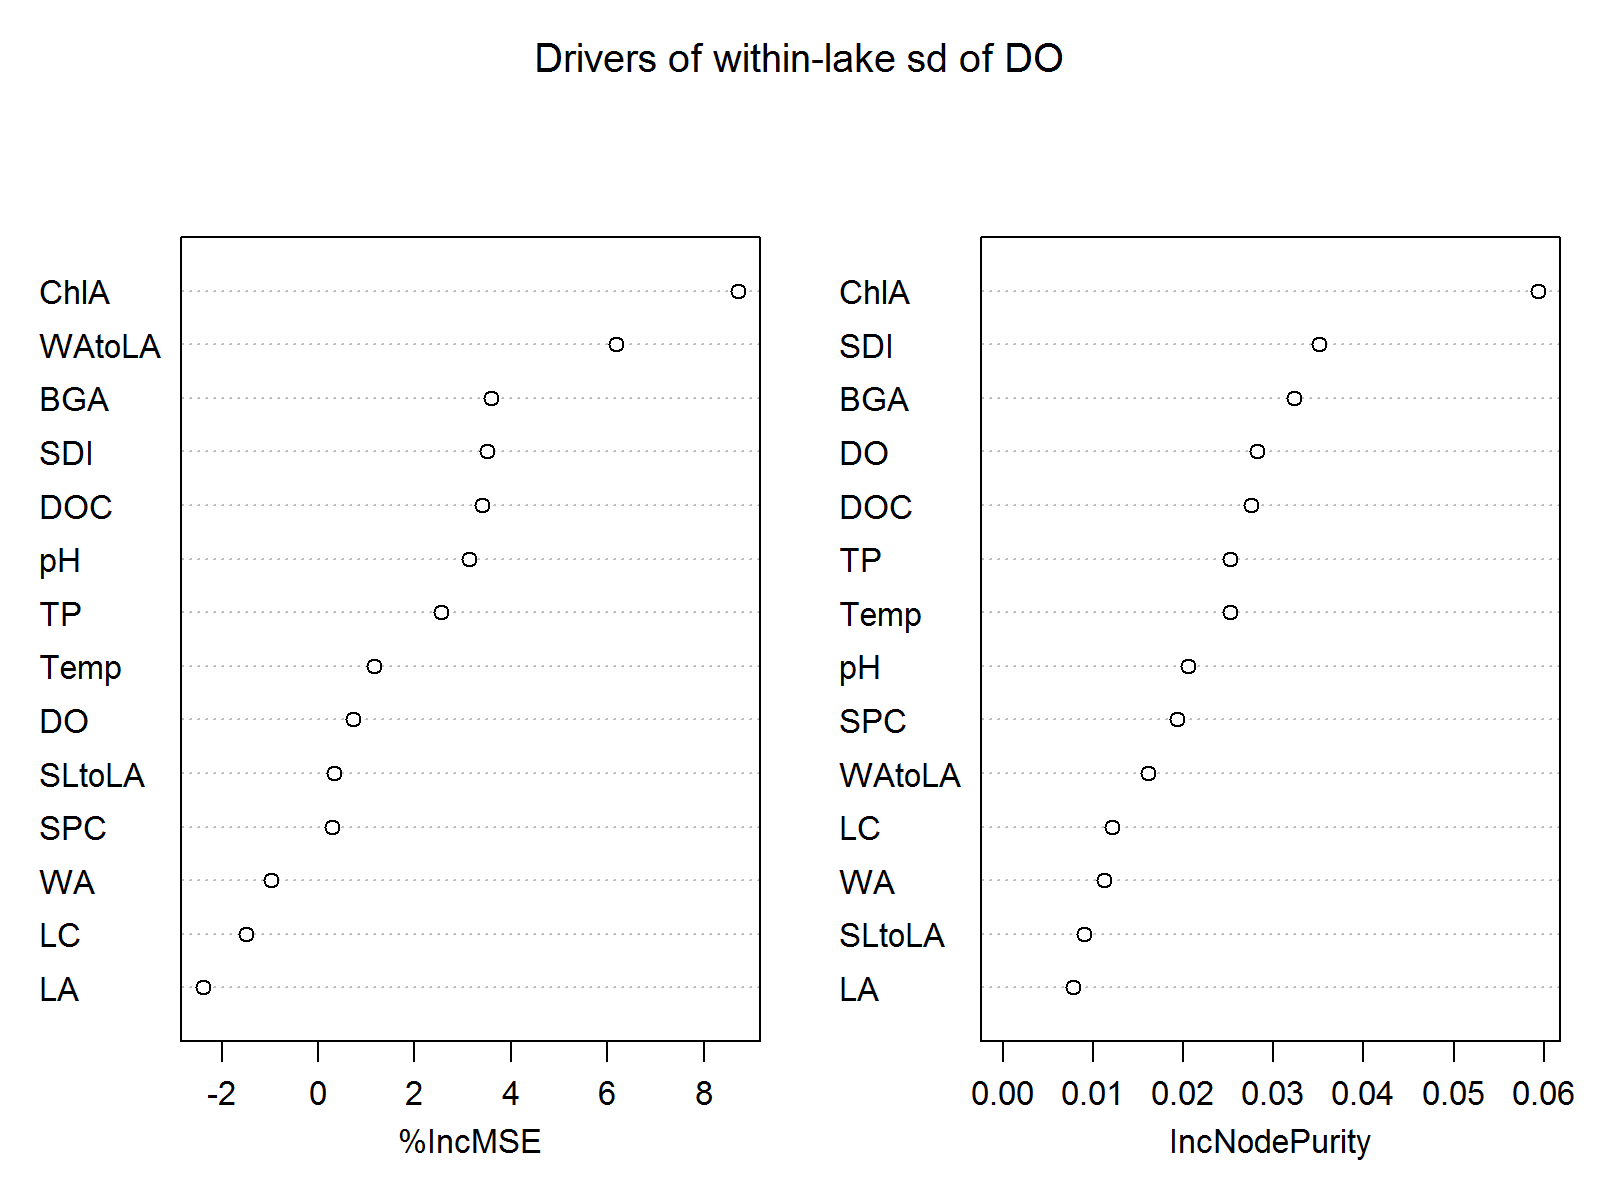 Drivers of within-lake sd of DO
ChlA
WAtoLA
BGA
SDI
DOC
pH
TP
Temp
DO
SLtoLA
SPC
WA
LC
LA
-2 0 2 4 6 8
%IncMSE
ChlA
SDI
BGA
DO
DOC
TP
Temp
pH
SPC
WAtoLA
LC
WA
SLtoLA
LA
0.00 0.01 0.02 0.03 0.04 0.05 0.06
IncNodePurity